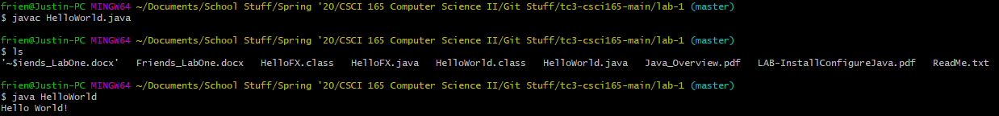 frien@Justin-PC MINGW64 ~/Documents/School Stuff/Spring '20/CSCI 165 Computer Science II/Git Stuff/tc3-csci165-main/lab-1 (master)
$ javac HelloWorld.java
frien@Justin-PC MINGW64 ~/Documents/School Stuff/Spring '20/CSCI 165 Computer Science II/Git Stuff/tc3-csci165-main/lab-1 (master)
$ ls
'~$iends_LabOne.docx' Friends_LabOne.docx HelloFX.class HelloFX.java HelloWorld.class HelloWorld.java Java_Overview.pdf LAB-InstallConfigureJava.pdf ReadMe.txt
frien@Justin-PC MINGW64 ~/Documents/School Stuff/Spring '20/CSCI 165 Computer Science II/Git Stuff/tc3-csci165-main/lab-1 (master)
$ java HelloWorld
Hello World!